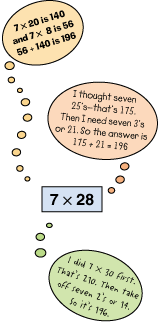 7 × 20 is 140
and 7 × 8 is 56
56 + 140 is 196
I thought seven
25's–that's 175.
Then I need seven 3's
or 21. So the answer is
175 + 21 = 196
7 × 28
I did 7 × 30 first.
That's 210. Then take
off seven 2's or 14.
So it's 196.